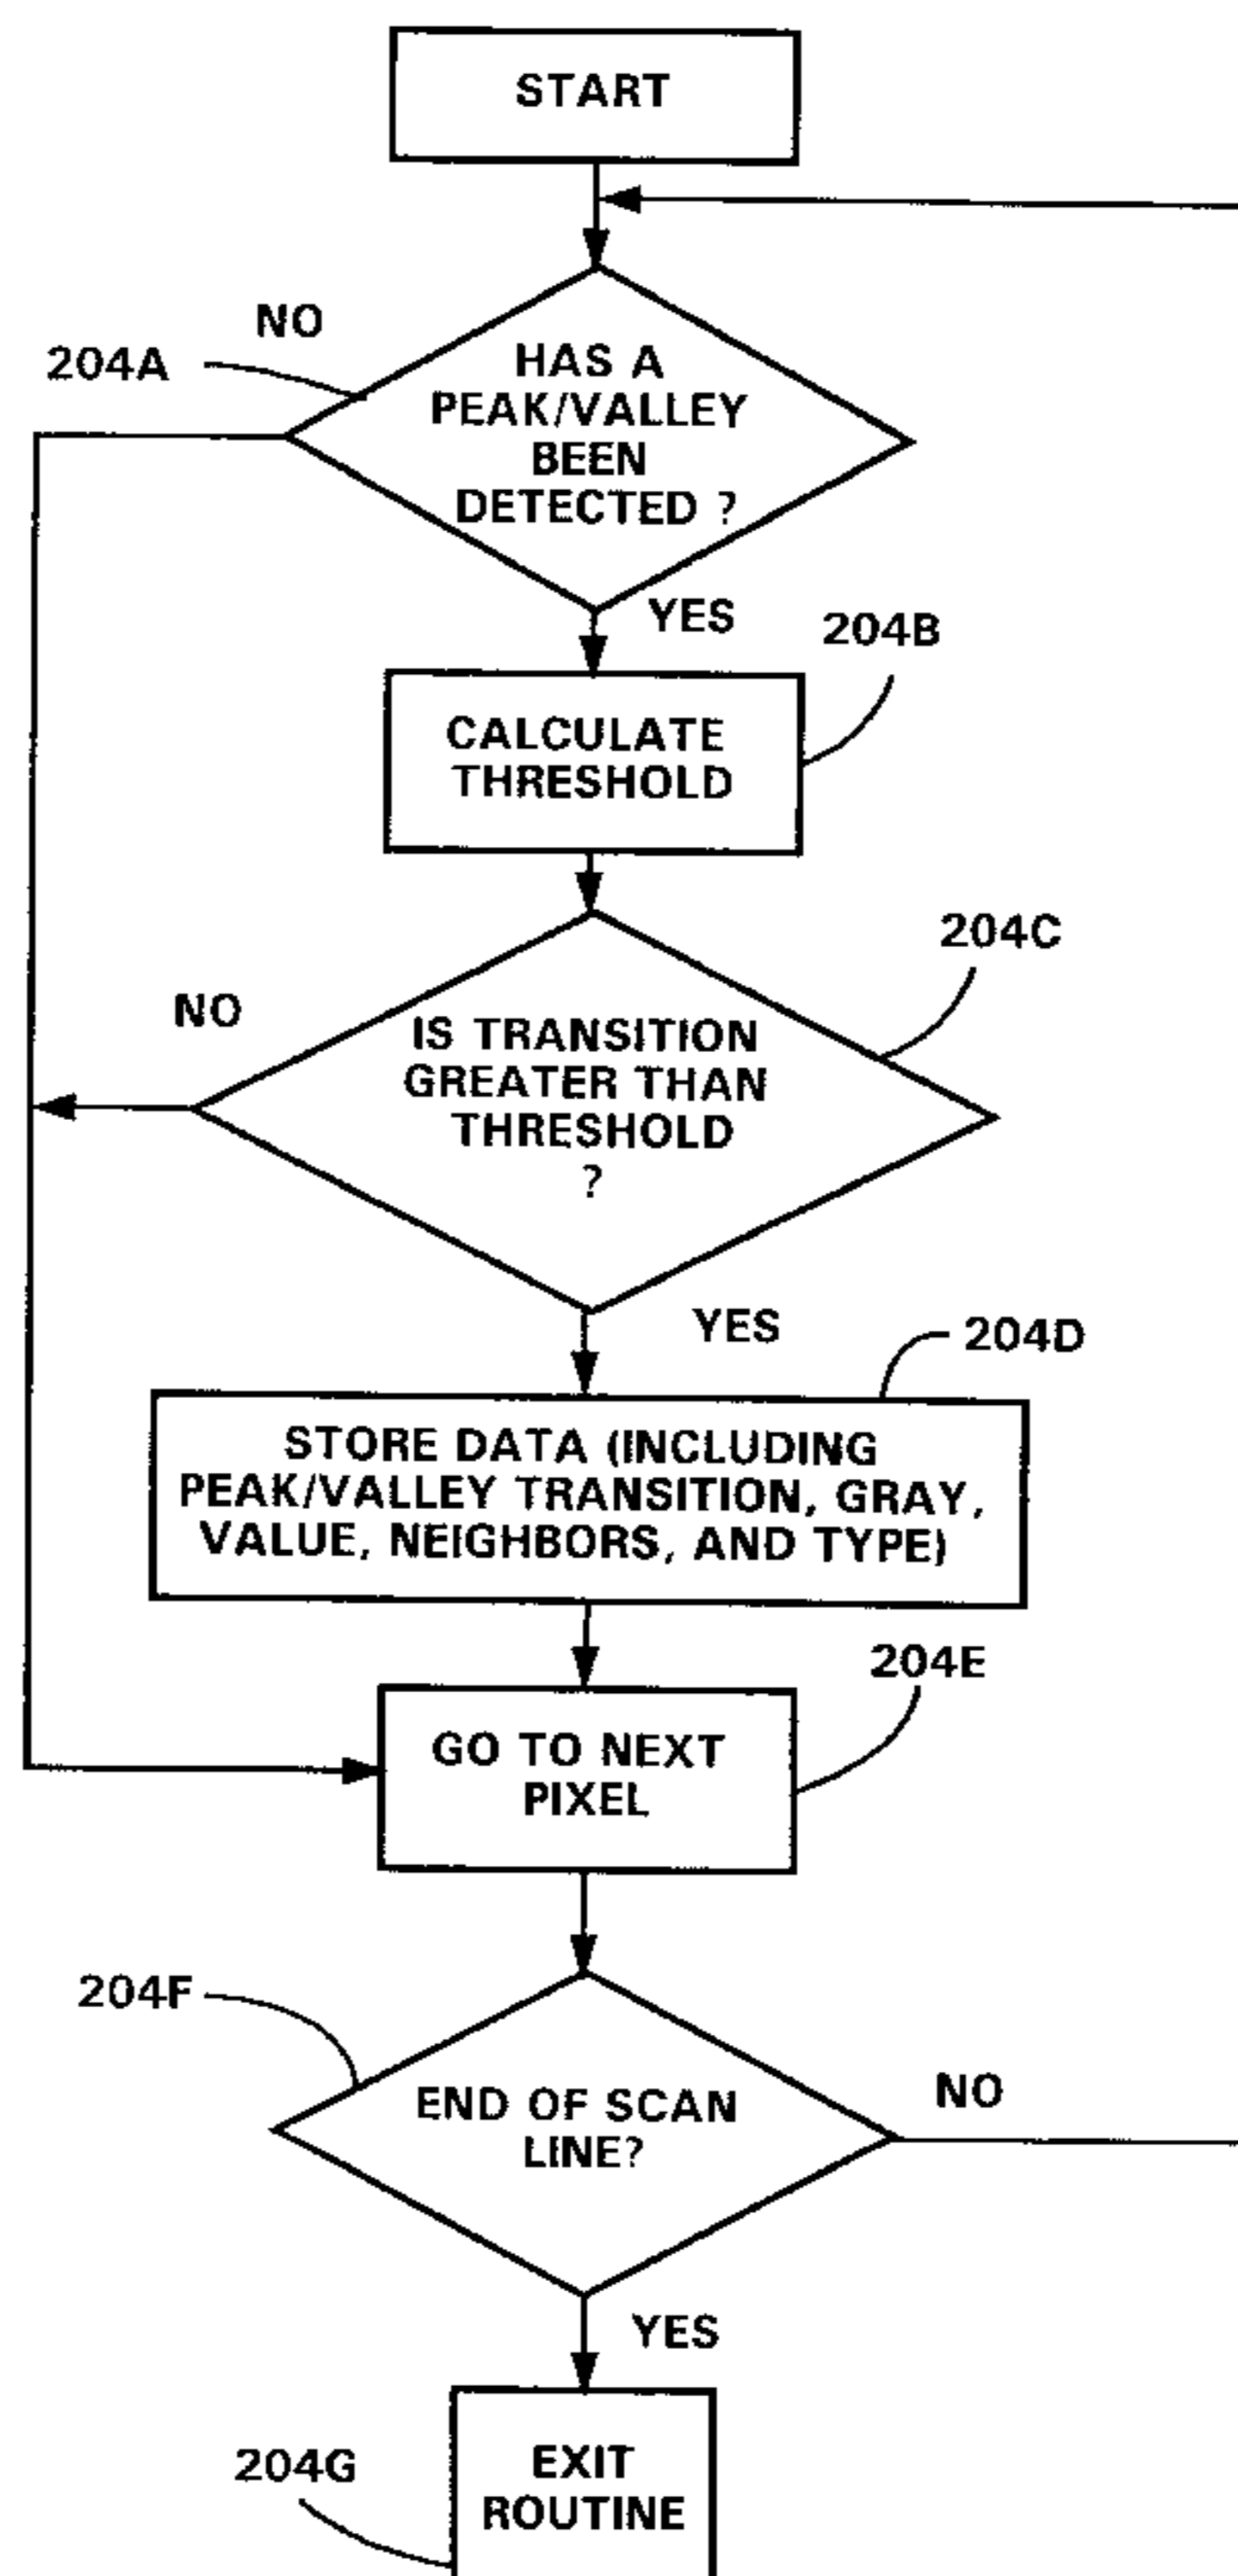 START
NO
204A
HAS A
PEAK/VALLEY
BEEN
DETECTED ?
YES
204B
CALCULATE
THRESHOLD
204C
NO
IS TRANSITION
GREATER THAN
THRESHOLD
?
YES
204D
STORE DATA (INCLUDING
PEAK/VALLEY TRANSITION, GRAY,
VALUE, NEIGHBORS, AND TYPE)
204E
GO TO NEXT
PIXEL
204F
END OF SCAN
LINE?
NO
YES
204G
EXIT
ROUTINE